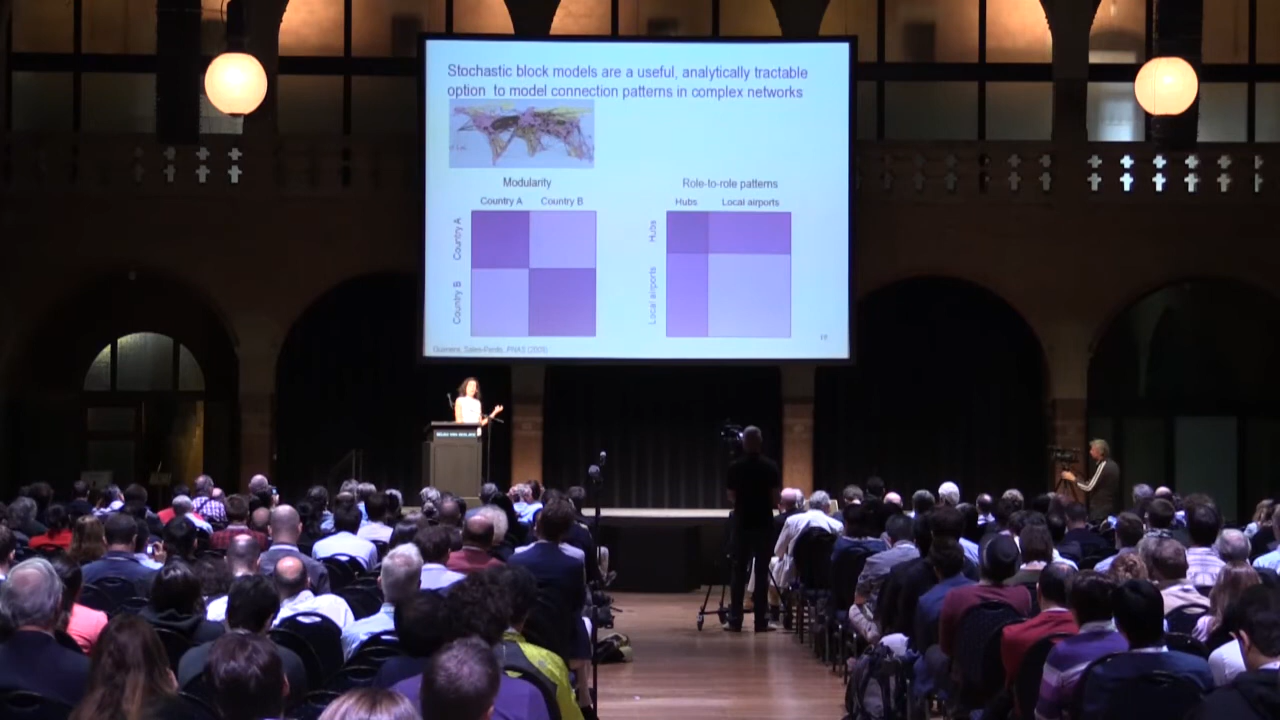 Stochastic block models are a useful, analytically tractable
option to model connection patterns in complex networks
Modularity
Role-to-role patterns
Country A
Country B
Hubs
Local airports
Country A
Country B
Hubs
Local airports
Guimera, Sales-Pardo, PNAS (2009)